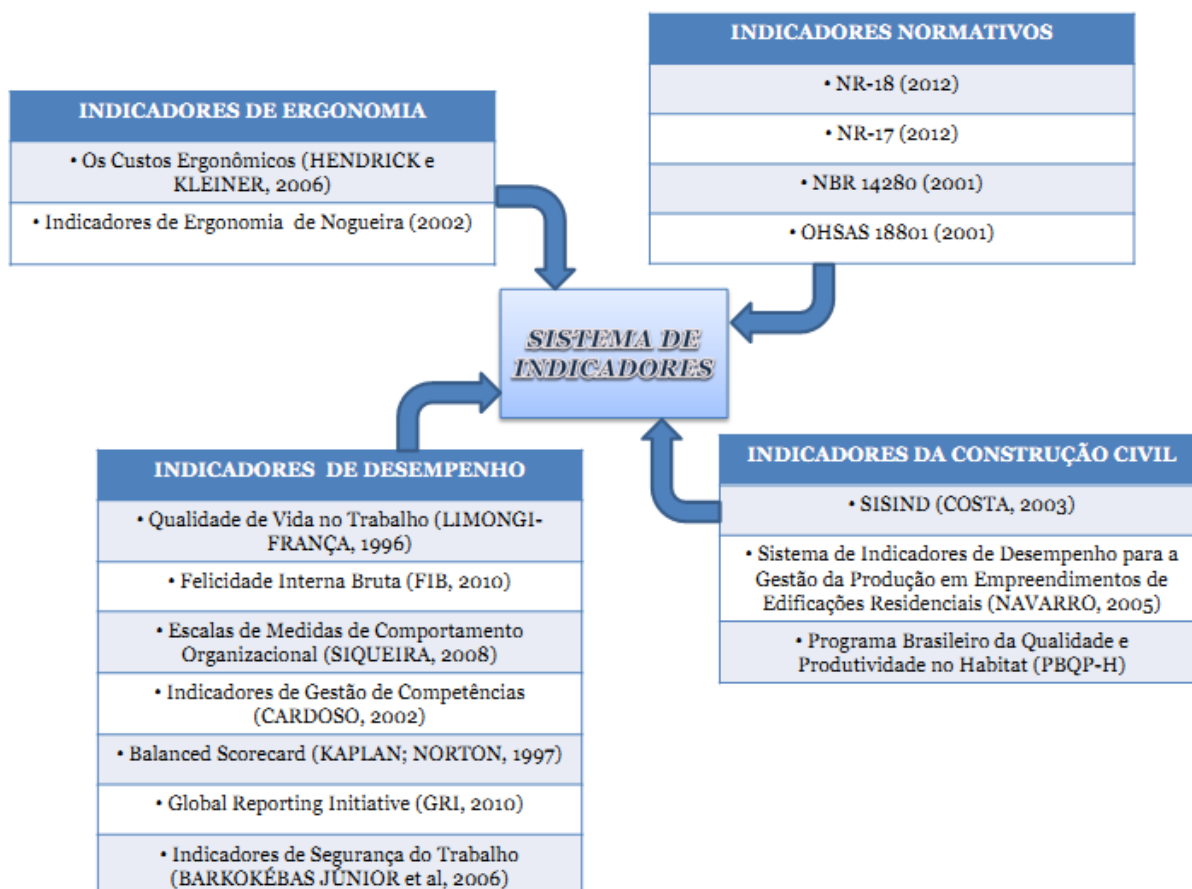 INDICADORES NORMATIVOS
• NR-18 (2012)
• NR-17 (2012)
• NBR 14280 (2001)
• OHSAS 18801 (2001)
INDICADORES DE ERGONOMIA
• Os Custos Ergonômicos (HENDRICK e
KLEINER, 2006)
• Indicadores de Ergonomia de Nogueira (2002)
SISTEMA DE
INDICADORES
INDICADORES DE DESEMPENHO
• Qualidade de Vida no Trabalho (LIMONGI-
FRANÇA, 1996)
• Felicidade Interna Bruta (FIB, 2010)
• Escalas de Medidas de Comportamento
Organizacional (SIQUEIRA, 2008)
• Indicadores de Gestão de Competências
(CARDOSO, 2002)
• Balanced Scorecard (KAPLAN; NORTON, 1997)
• Global Reporting Initiative (GRI, 2010)
• Indicadores de Segurança do Trabalho
(BARKOKÉBAS JÚNIOR et al, 2006)
INDICADORES DA CONSTRUÇÃO CIVIL
• SISIND (COSTA, 2003)
• Sistema de Indicadores de Desempenho para a
Gestão da Produção em Empreendimentos de
Edificações Residenciais (NAVARRO, 2005)
• Programa Brasileiro da Qualidade e
Produtividade no Habitat (PBQP-H)